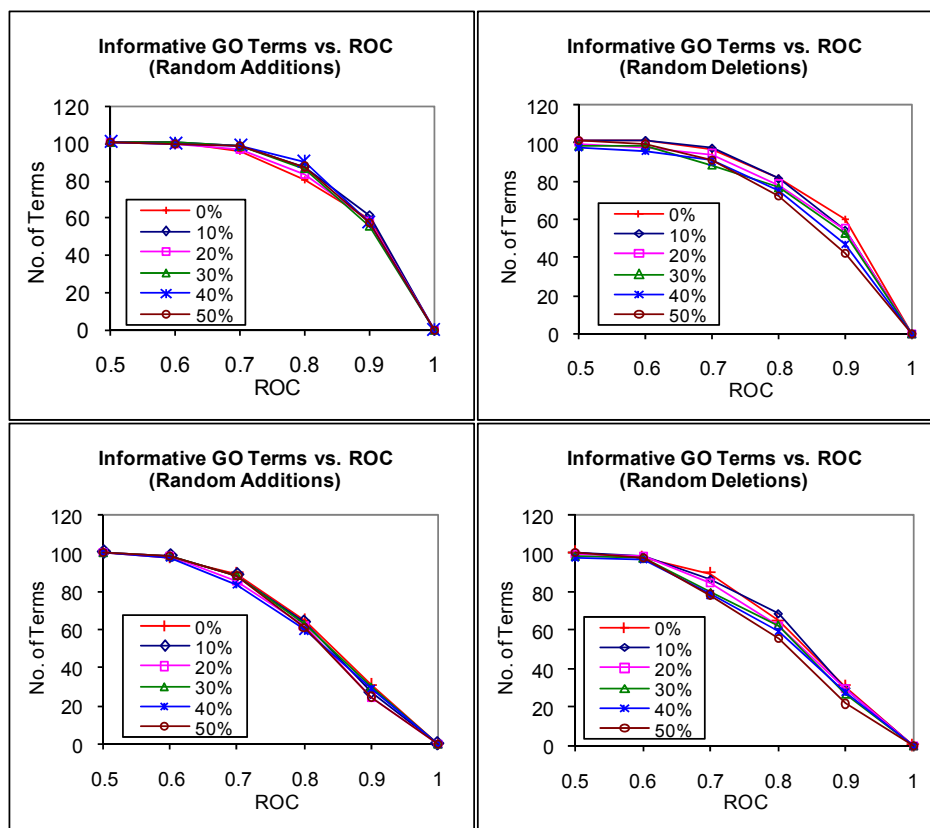 Informative GO Terms vs. ROC
(Random Additions)
120
100
80
60
40
20
0
No. of Terms
0%
10%
20%
30%
40%
50%
0.5 0.6 0.7 0.8 0.9 1
ROC
Informative GO Terms vs. ROC
(Random Deletions)
120
100
80
60
40
20
0
No. of Terms
0%
10%
20%
30%
40%
50%
0.5 0.6 0.7 0.8 0.9 1
ROC
Informative GO Terms vs. ROC
(Random Additions)
120
100
80
60
40
20
0
No. of Terms
0%
10%
20%
30%
40%
50%
0.5 0.6 0.7 0.8 0.9 1
ROC
Informative GO Terms vs. ROC
(Random Deletions)
120
100
80
60
40
20
0
No. of Terms
0%
10%
20%
30%
40%
50%
0.5 0.6 0.7 0.8 0.9 1
ROC